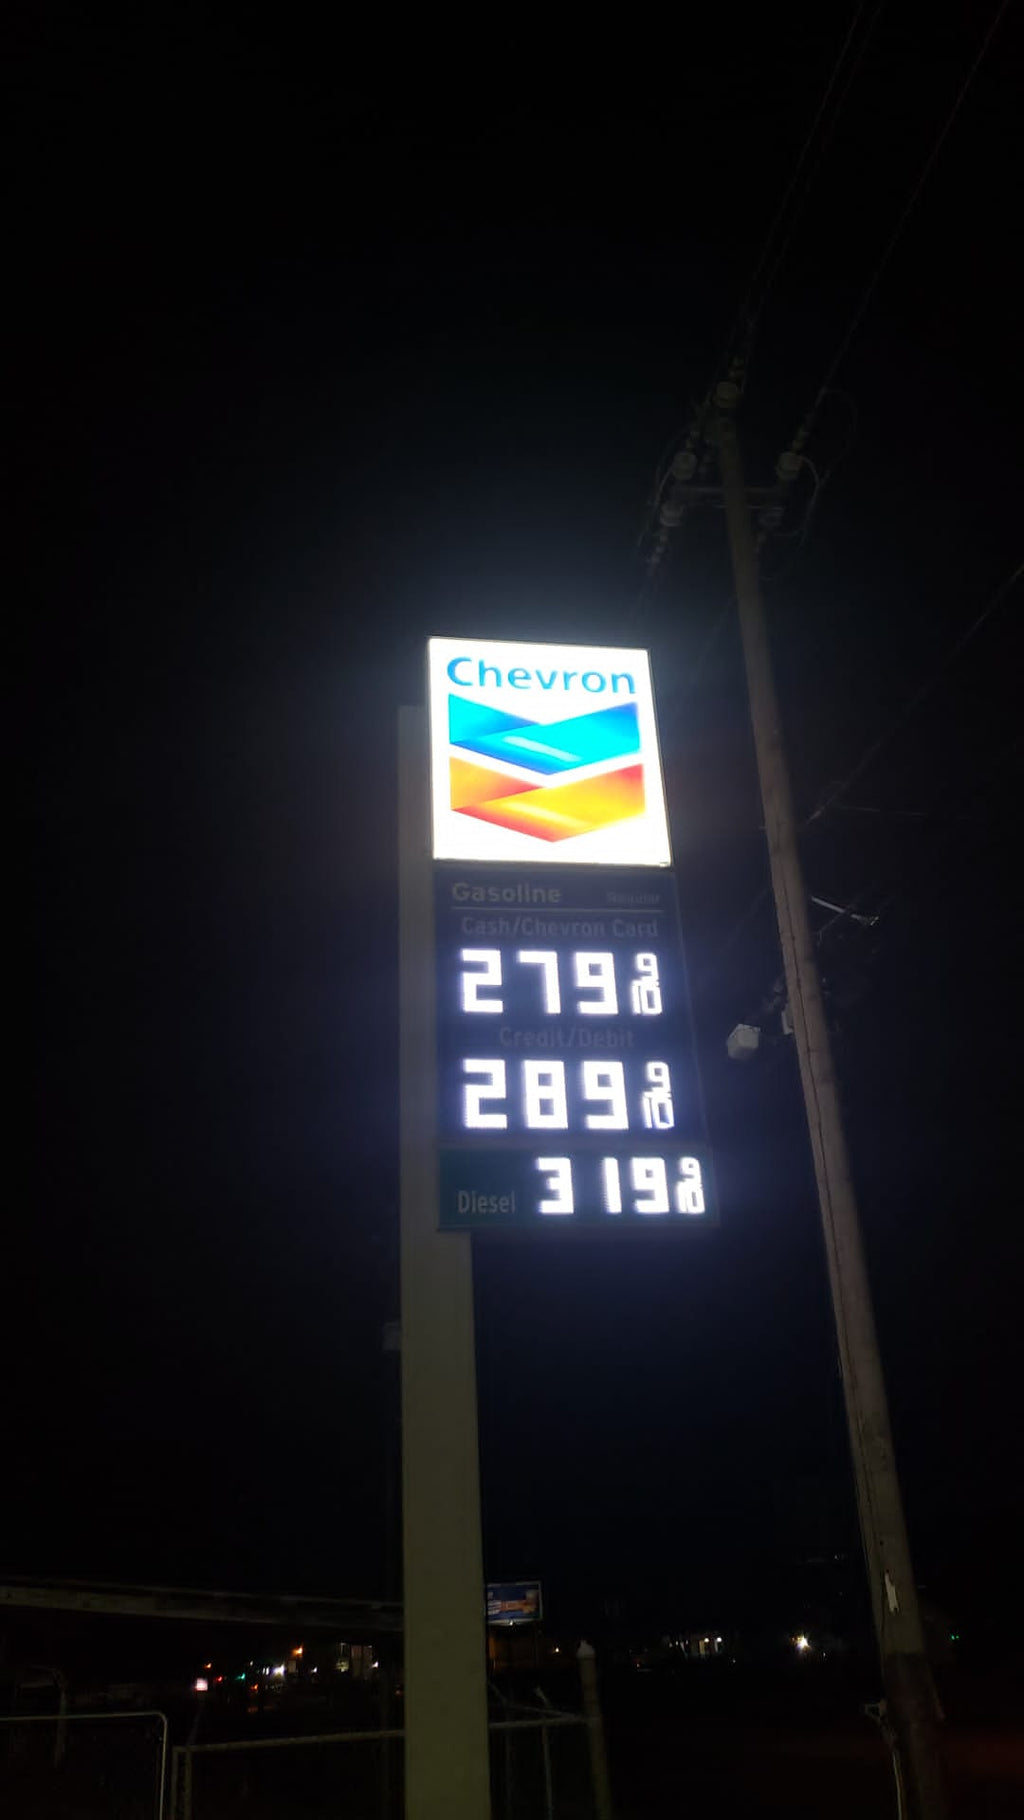 Chevron
Gasoline Regular
Cash/Chevron Card
279 9/10
Credit/Debit
289 9/10
Diesel 319 9/10